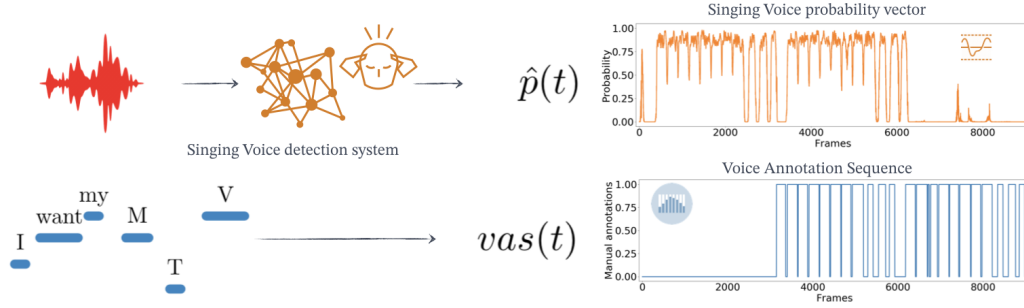 Singing Voice probability vector
p̂(t)
Probability
1.00
0.75
0.50
0.25
0.00
0 2000 4000 6000 8000
Frames
Singing Voice detection system
Voice Annotation Sequence
my
V
want
M
I
T
vas(t)
Manual annotations
1.00
0.75
0.50
0.25
0.00
0 2000 4000 6000 8000
Frames